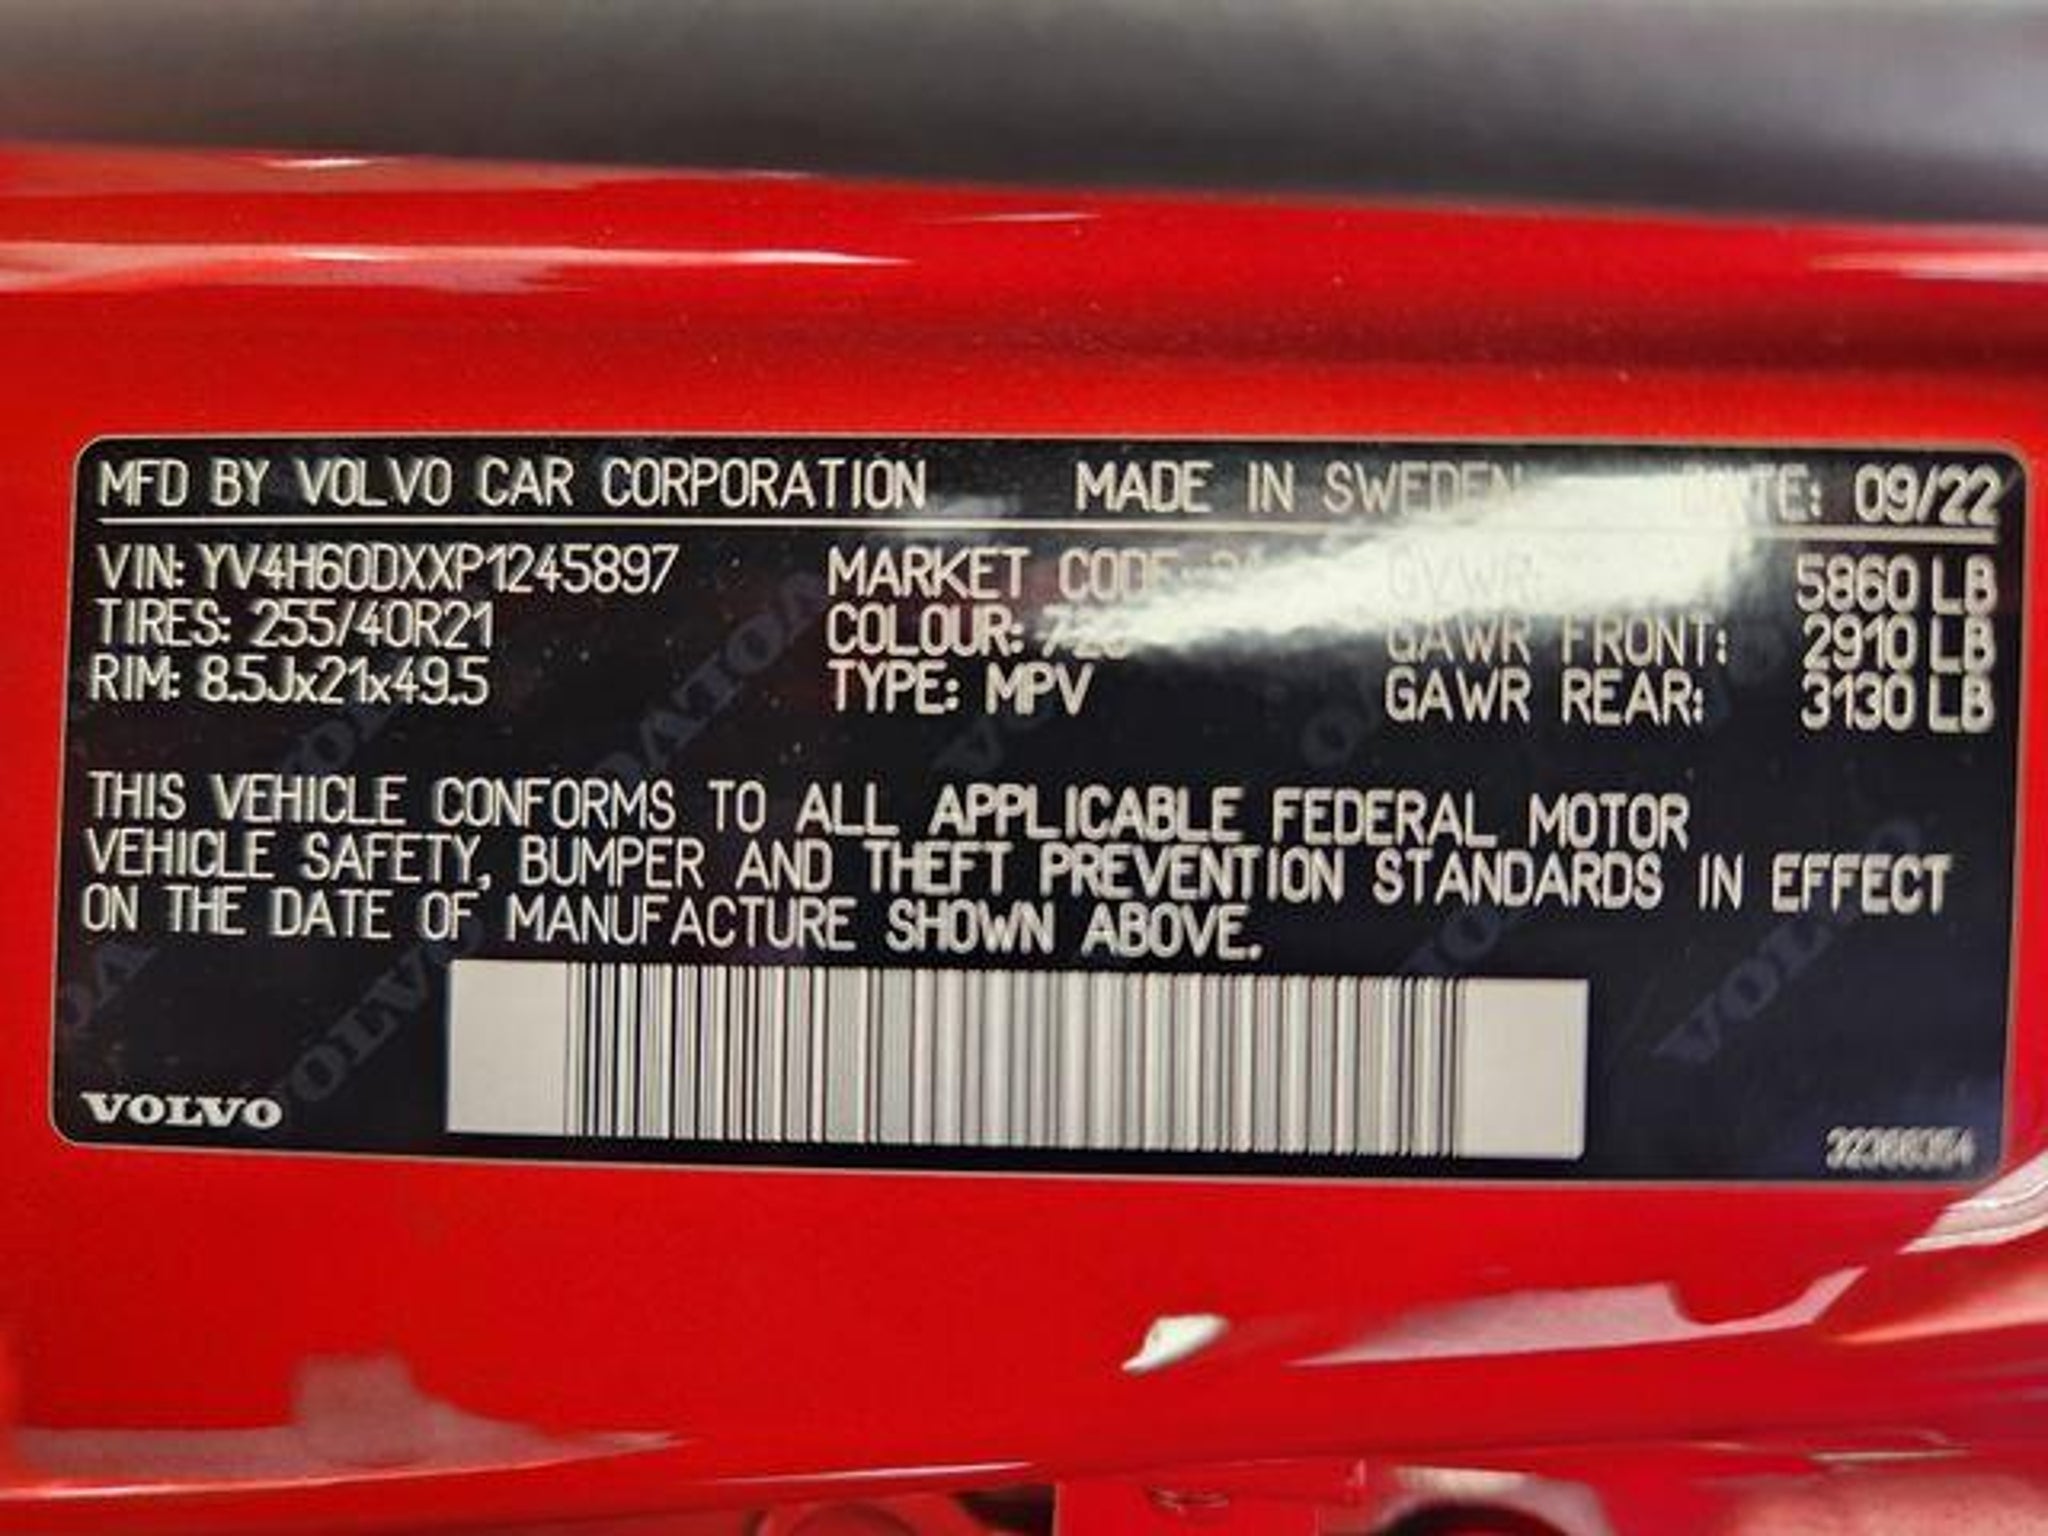 MFD BY VOLVO CAR CORPORATION MADE IN SWEDEN DATE: 09/22
VIN: YV4H60DXXP1245897 MARKET CODE: GVWR: 5860 LB
TIRES: 255/40R21 COLOUR: GAWR FRONT: 2910 LB
RIM: 8.5Jx21x49.5 TYPE: MPV GAWR REAR: 3130 LB
THIS VEHICLE CONFORMS TO ALL APPLICABLE FEDERAL MOTOR
VEHICLE SAFETY, BUMPER AND THEFT PREVENTION STANDARDS IN EFFECT
ON THE DATE OF MANUFACTURE SHOWN ABOVE.
VOLVO
32366354